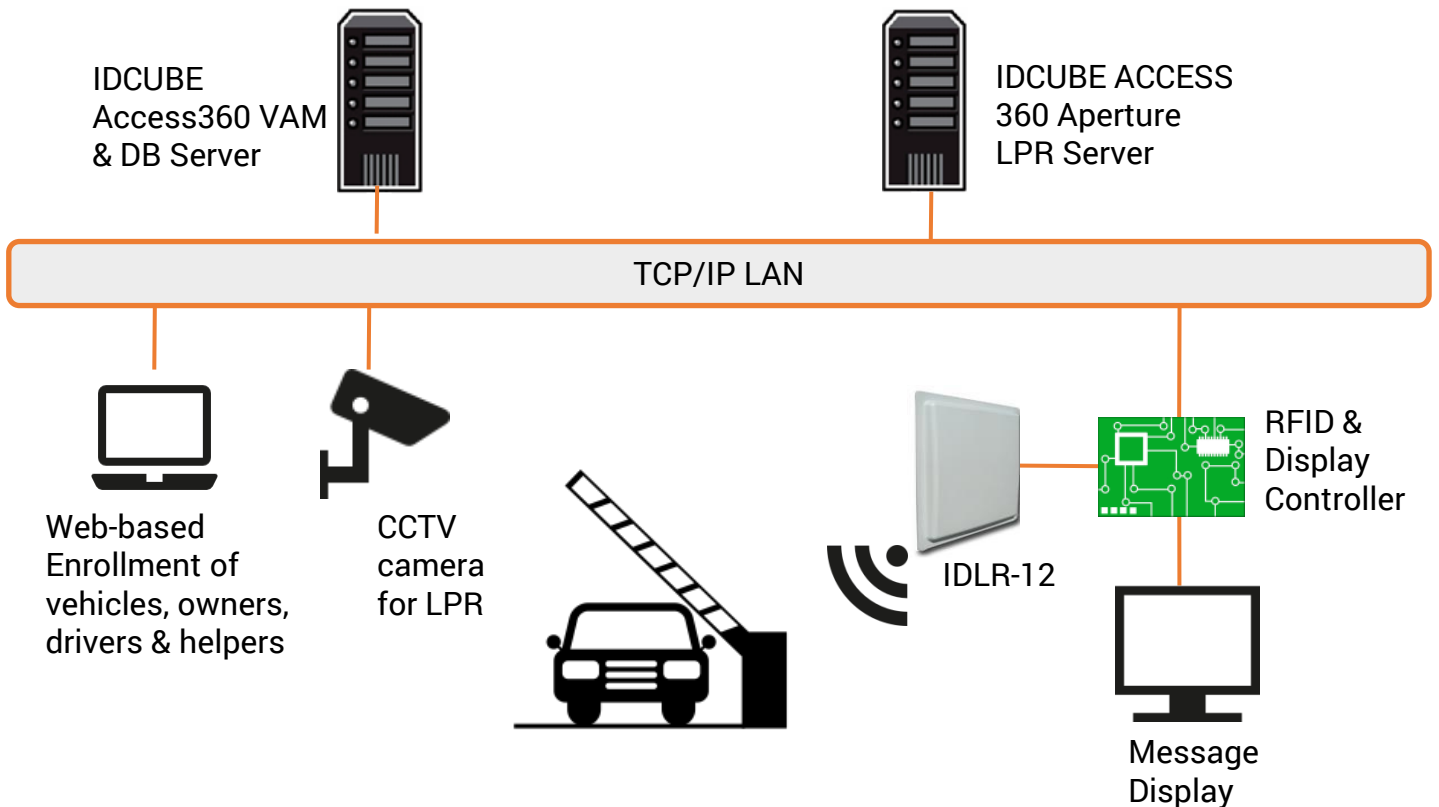 IDCUBE
Access360 VAM
& DB Server
IDCUBE ACCESS
360 Aperture
LPR Server
TCP/IP LAN
Web-based
Enrollment of
vehicles, owners,
drivers & helpers
CCTV
camera
for LPR
IDLR-12
RFID &
Display
Controller
Message
Display